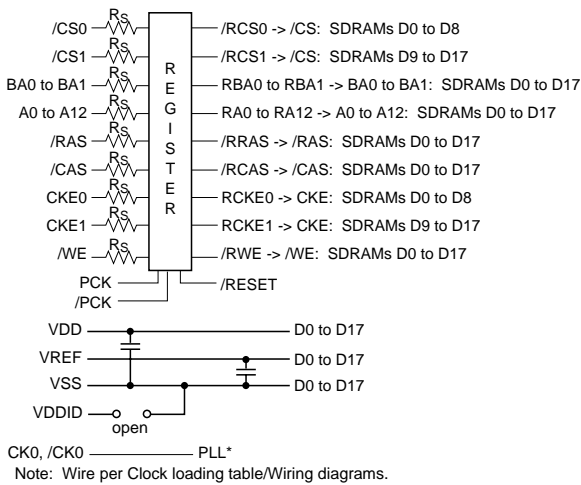 /CS0 RS /RCS0 -> /CS: SDRAMs D0 to D8
/CS1 RS /RCS1 -> /CS: SDRAMs D9 to D17
BA0 to BA1 RS RBA0 to RBA1 -> BA0 to BA1: SDRAMs D0 to D17
A0 to A12 RS RA0 to RA12 -> A0 to A12: SDRAMs D0 to D17
/RAS RS /RRAS -> /RAS: SDRAMs D0 to D17
/CAS RS /RCAS -> /CAS: SDRAMs D0 to D17
CKE0 RS RCKE0 -> CKE: SDRAMs D0 to D8
CKE1 RS RCKE1 -> CKE: SDRAMs D9 to D17
/WE RS /RWE -> /WE: SDRAMs D0 to D17
REGISTER
PCK /RESET
/PCK
VDD D0 to D17
VREF D0 to D17
VSS D0 to D17
VDDID
open
CK0, /CK0 PLL*
Note: Wire per Clock loading table/Wiring diagrams.